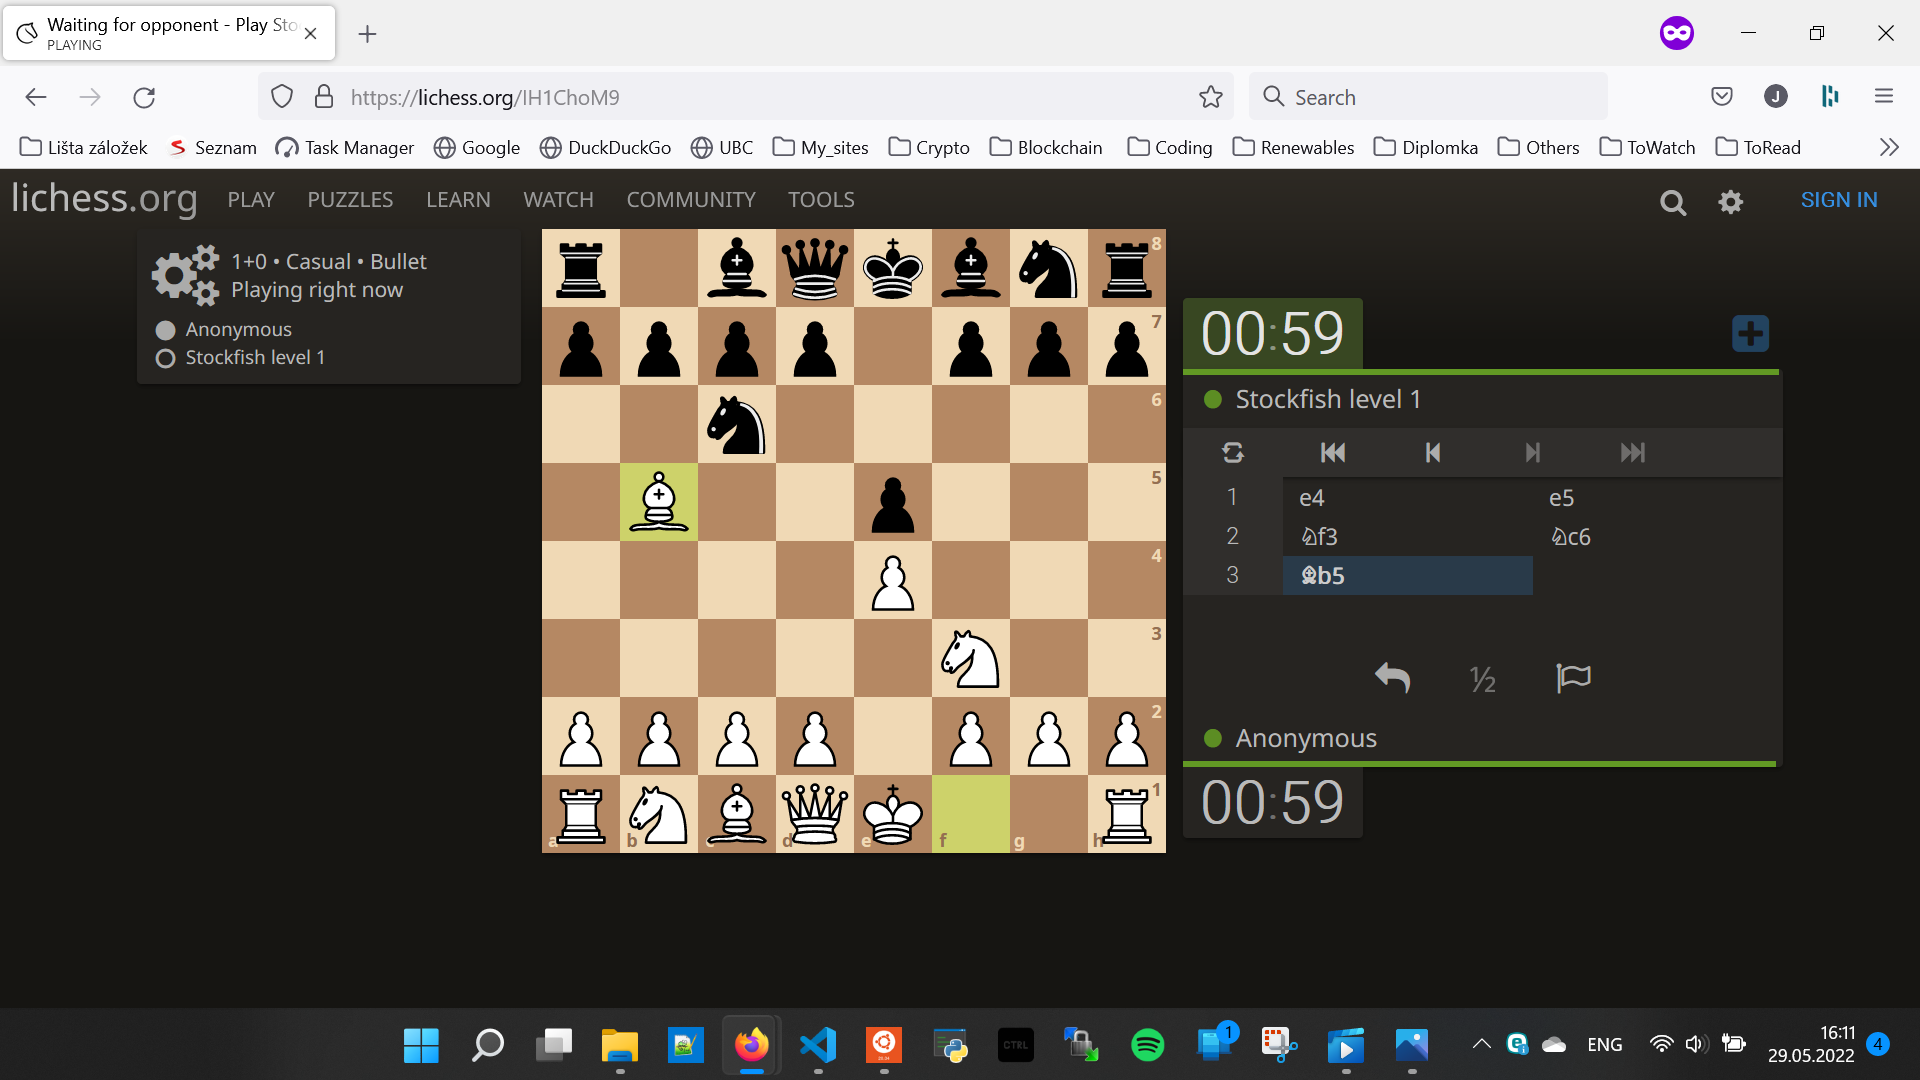 Waiting for opponent - Play Sto
PLAYING
https://lichess.org/IH1ChoM9
Search
J
Lišta záložek
Seznam
Task Manager
Google
DuckDuckGo
UBC
My_sites
Crypto
Blockchain
Coding
Renewables
Diplomka
Others
ToWatch
ToRead
lichess.org
PLAY
PUZZLES
LEARN
WATCH
COMMUNITY
TOOLS
SIGN IN
1+0 • Casual • Bullet
Playing right now
Anonymous
Stockfish level 1
8
7
6
5
4
3
2
1
a
b
c
d
e
f
g
h
00:59
Stockfish level 1
1 e4 e5
2 ♘f3 ♘c6
3 ♝b5
½
Anonymous
00:59
CTRL
1
ENG
16:11
29.05.2022
4